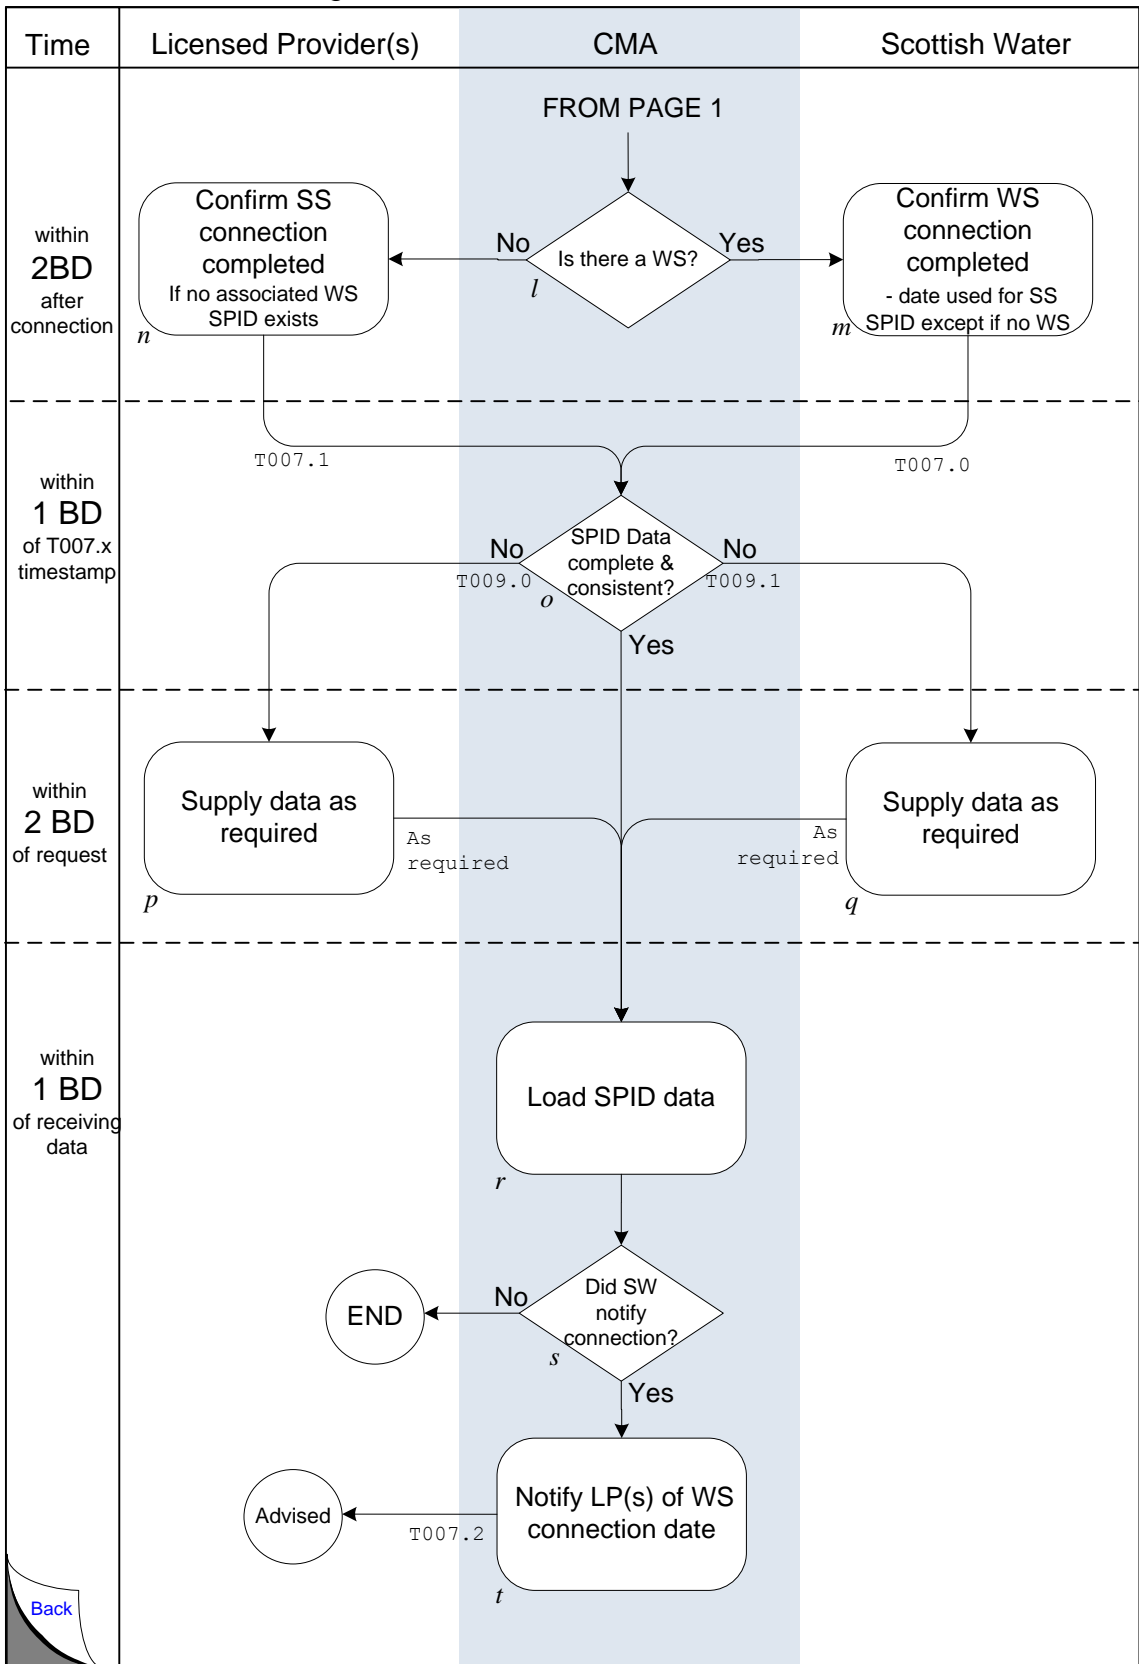 Time
Licensed Provider(s)
CMA
Scottish Water
FROM PAGE 1
within
2BD
after
connection
Confirm SS
connection
completed
If no associated WS
SPID exists
n
No
Is there a WS?
Yes
l
Confirm WS
connection
completed
- date used for SS
SPID except if no WS
m
T007.1
T007.0
within
1 BD
of T007.x
timestamp
No
T009.0
SPID Data
complete &
consistent?
o
No
T009.1
Yes
within
2 BD
of request
Supply data as
required
p
As
required
As
required
Supply data as
required
q
within
1 BD
of receiving
data
Load SPID data
r
END
No
Did SW
notify
connection?
s
Yes
Advised
T007.2
Notify LP(s) of WS
connection date
t
Back